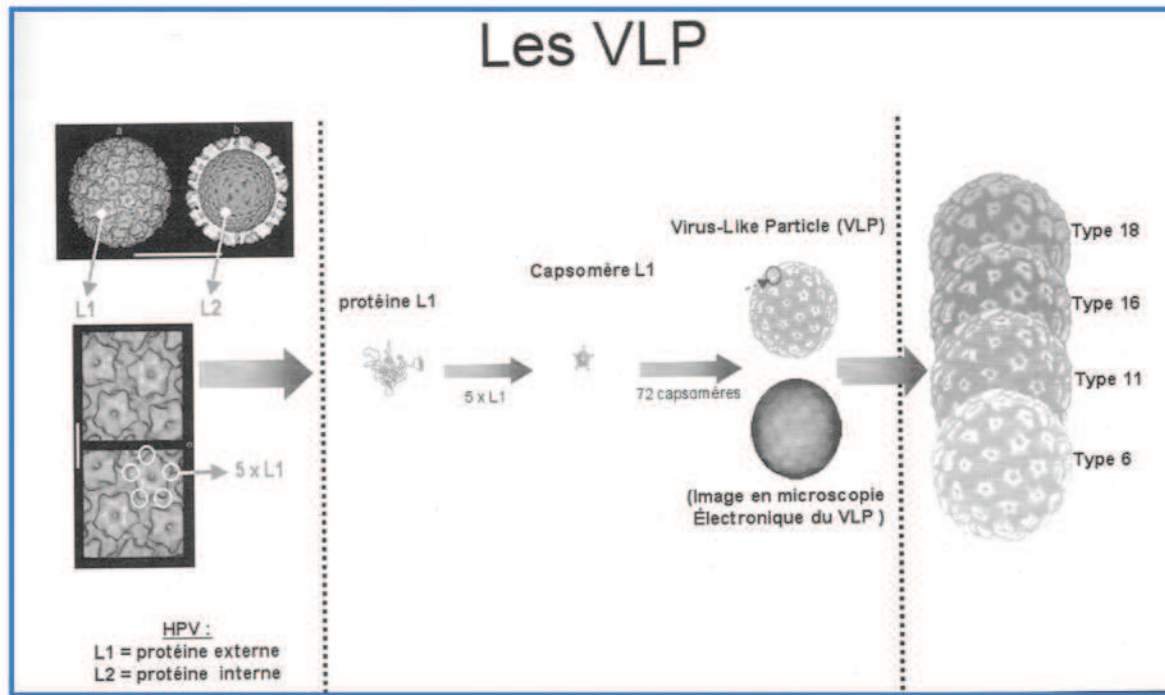 Les VLP
a
b
L1
L2
5 x L1
HPV :
L1 = protéine externe
L2 = protéine interne
protéine L1
5 x L1
Capsomère L1
72 capsomères
Virus-Like Particle (VLP)
(Image en microscopie
Électronique du VLP )
Type 18
Type 16
Type 11
Type 6